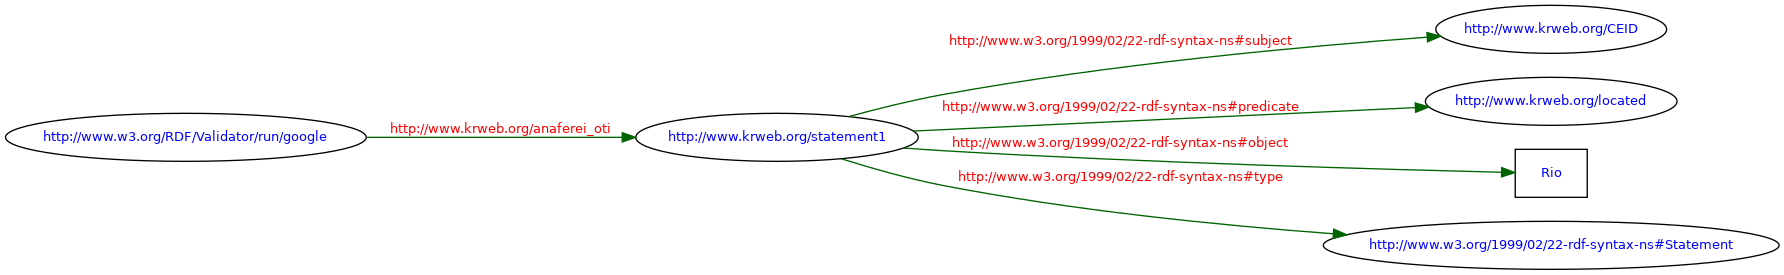 http://www.w3.org/RDF/Validator/run/google
http://www.krweb.org/anaferei_oti
http://www.krweb.org/statement1
http://www.w3.org/1999/02/22-rdf-syntax-ns#subject
http://www.krweb.org/CEID
http://www.w3.org/1999/02/22-rdf-syntax-ns#predicate
http://www.krweb.org/located
http://www.w3.org/1999/02/22-rdf-syntax-ns#object
Rio
http://www.w3.org/1999/02/22-rdf-syntax-ns#type
http://www.w3.org/1999/02/22-rdf-syntax-ns#Statement